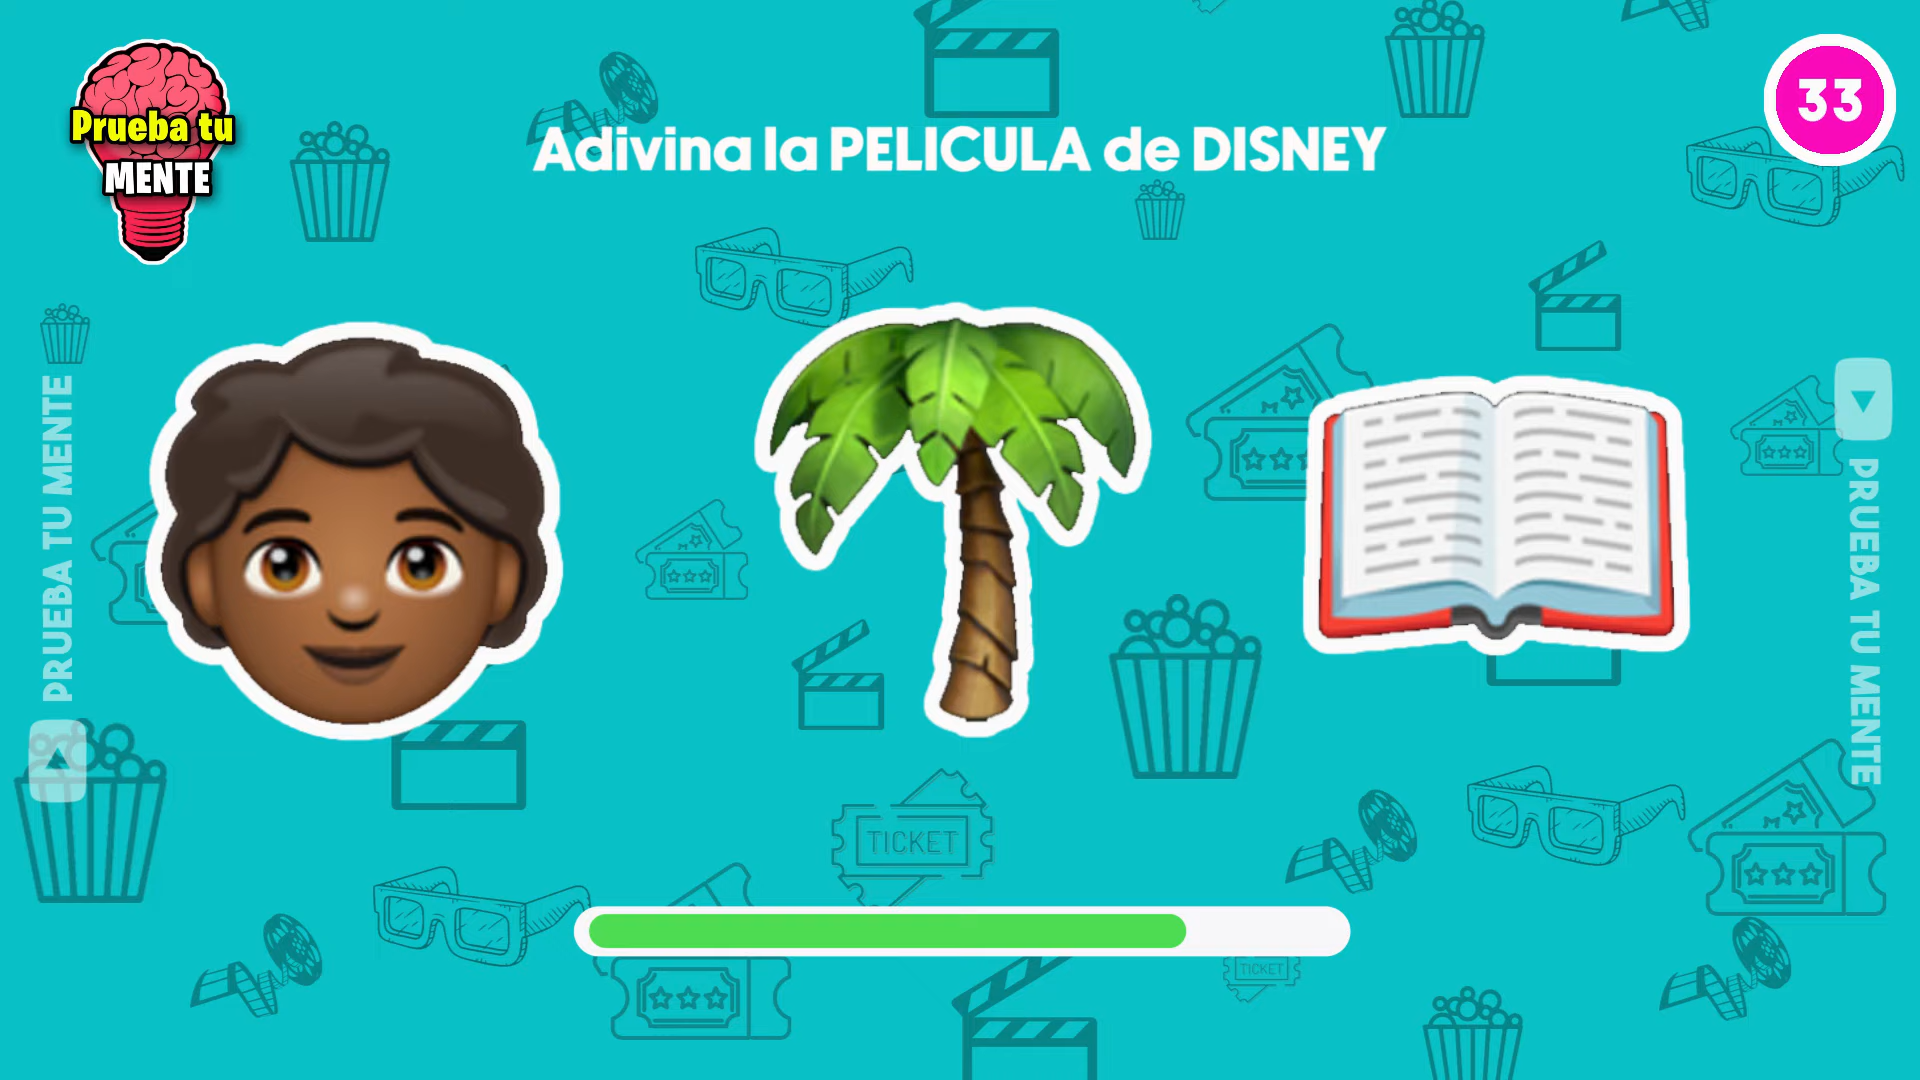 Prueba tu
MENTE
Adivina la PELICULA de DISNEY
33
PRUEBA TU MENTE
PRUEBA TU MENTE
TICKET
TICKET